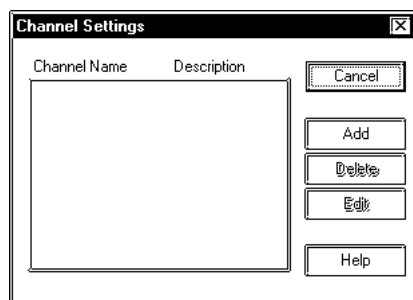 Channel Settings
Channel Name Description
Cancel
Add
Delete
Edit
Help